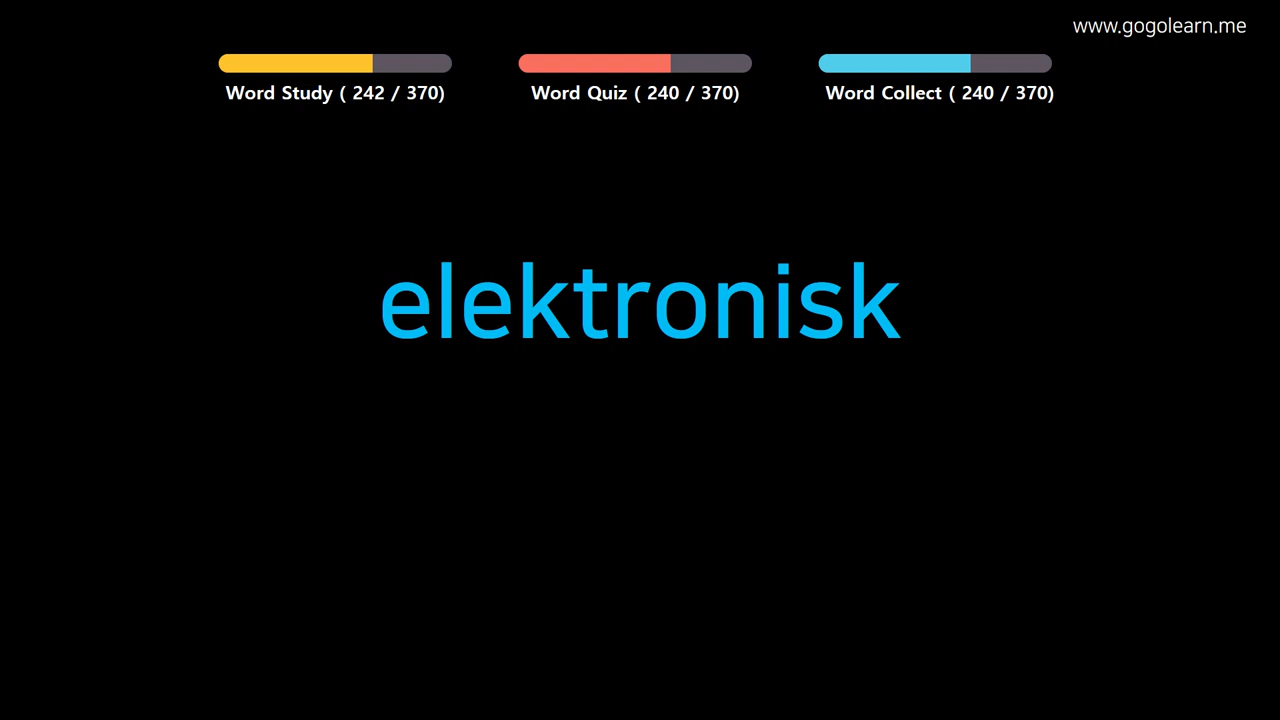 www.gogolearn.me
Word Study ( 242 / 370)
Word Quiz ( 240 / 370)
Word Collect ( 240 / 370)
elektronisk